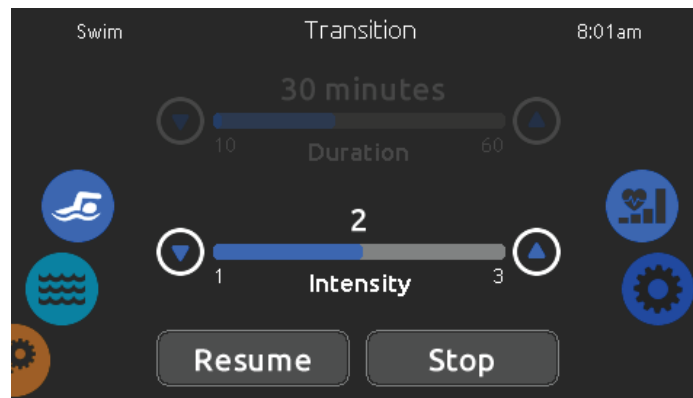 Swim Transition 8:01am
30 minutes
10 60
Duration
2
1 3
Intensity
Resume Stop